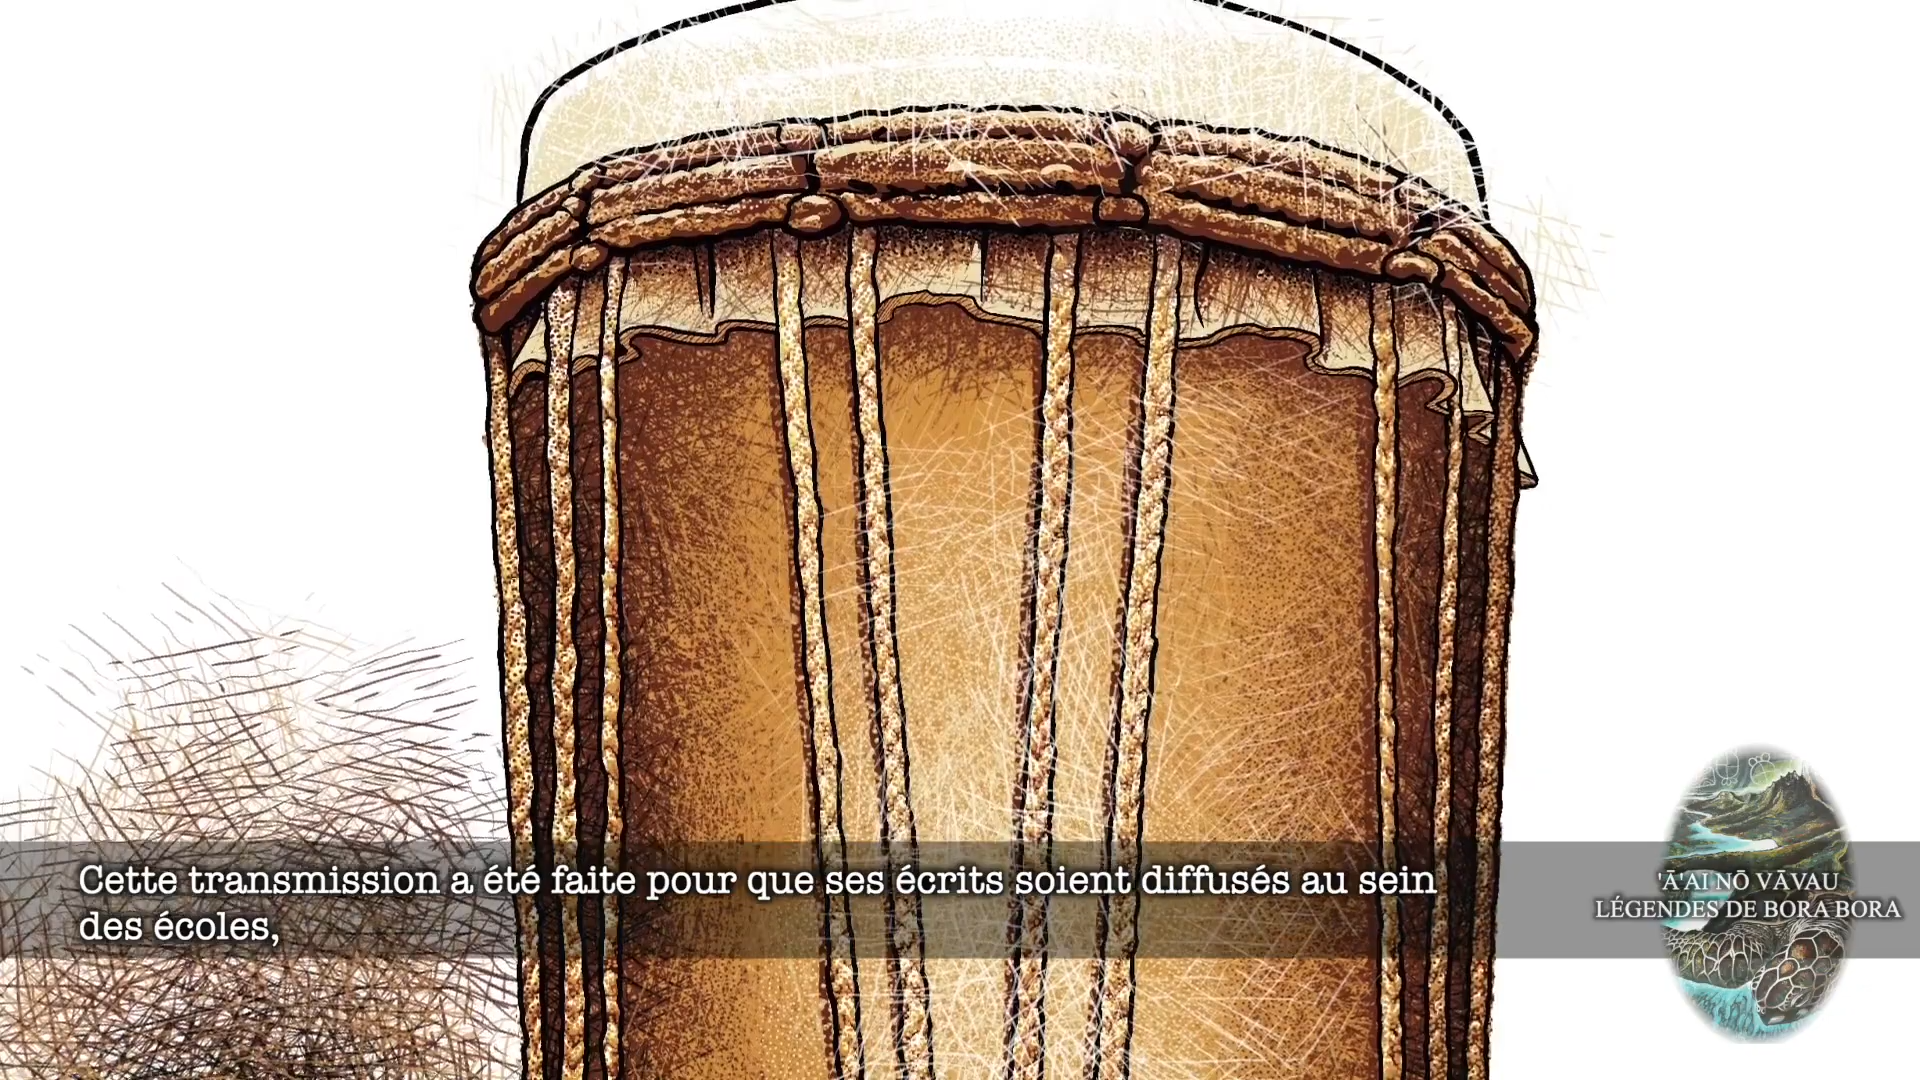 Cette transmission a été faite pour que ses écrits soient diffusés au sein
des écoles,
'Ā'AI NŌ VĀVAU
LÉGENDES DE BORA BORA